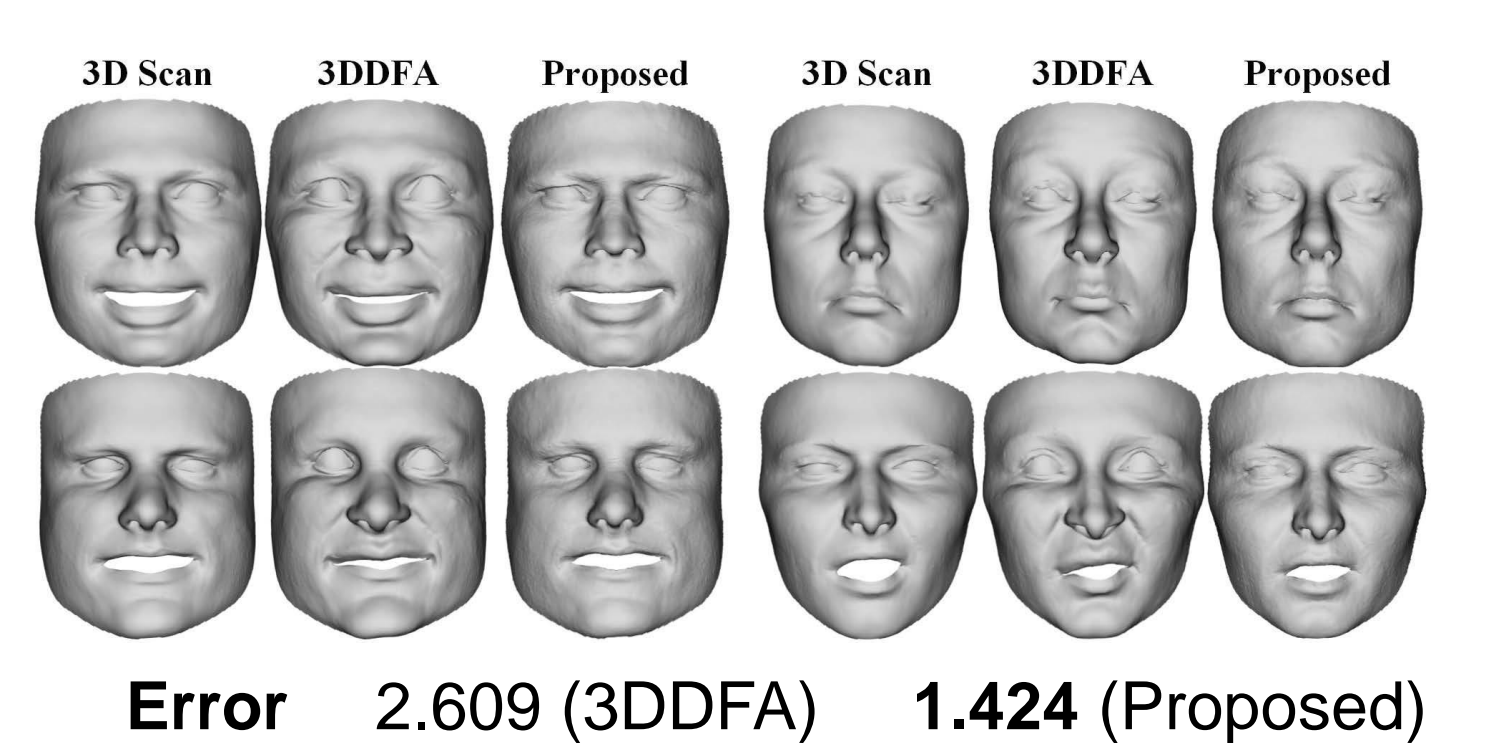 3D Scan 3DDFA Proposed 3D Scan 3DDFA Proposed
Error 2.609 (3DDFA) 1.424 (Proposed)